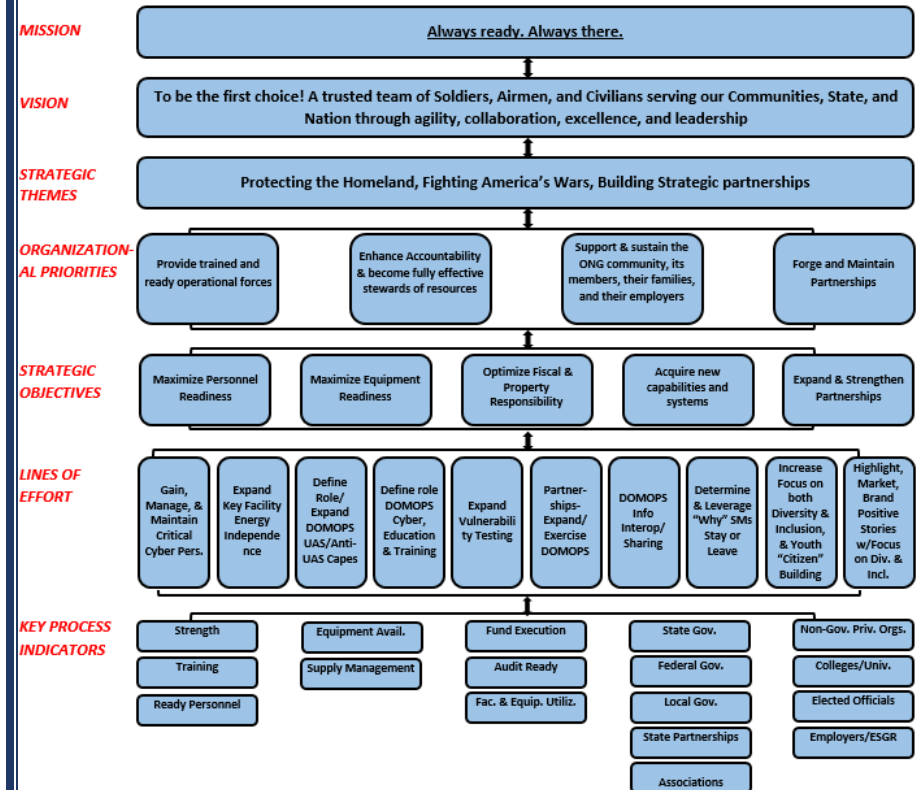 MISSION
Always ready. Always there.
VISION
To be the first choice! A trusted team of Soldiers, Airmen, and Civilians serving our Communities, State, and
Nation through agility, collaboration, excellence, and leadership
STRATEGIC
THEMES
Protecting the Homeland, Fighting America's Wars, Building Strategic partnerships
ORGANIZATION-
AL PRIORITIES
Provide trained and
ready operational forces
Enhance Accountability
& become fully effective
stewards of resources
Support & sustain the
ONG community, its
members, their families,
and their employers
Forge and Maintain
Partnerships
STRATEGIC
OBJECTIVES
Maximize Personnel
Readiness
Maximize Equipment
Readiness
Optimize Fiscal &
Property
Responsibility
Acquire new
capabilities and
systems
Expand & Strengthen
Partnerships
LINES OF
EFFORT
Gain,
Manage, &
Maintain
Critical
Cyber Pers.
Expand
Key Facility
Energy
Independe
nce
Define
Role/
Expand
DOMOPS
UAS/Anti-
UAS Capes
Define role
DOMOPS
Cyber,
Education
& Training
Expand
Vulnerabili
ty Testing
Partner-
ships-
Expand/
Exercise
DOMOPS
DOMOPS
Info
Interop/
Sharing
Determine
& Leverage
"Why" SMs
Stay or
Leave
Increase
Focus on
both
Diversity &
Inclusion,
& Youth
"Citizen"
Building
Highlight,
Market,
Brand
Positive
Stories
w/Focus
on Div. &
Incl.
KEY PROCESS
INDICATORS
Strength
Training
Ready Personnel
Equipment Avail.
Supply Management
Fund Execution
Audit Ready
Fac. & Equip. Utiliz.
State Gov.
Federal Gov.
Local Gov.
State Partnerships
Associations
Non-Gov. Priv. Orgs.
Colleges/Univ.
Elected Officials
Employers/ESGR